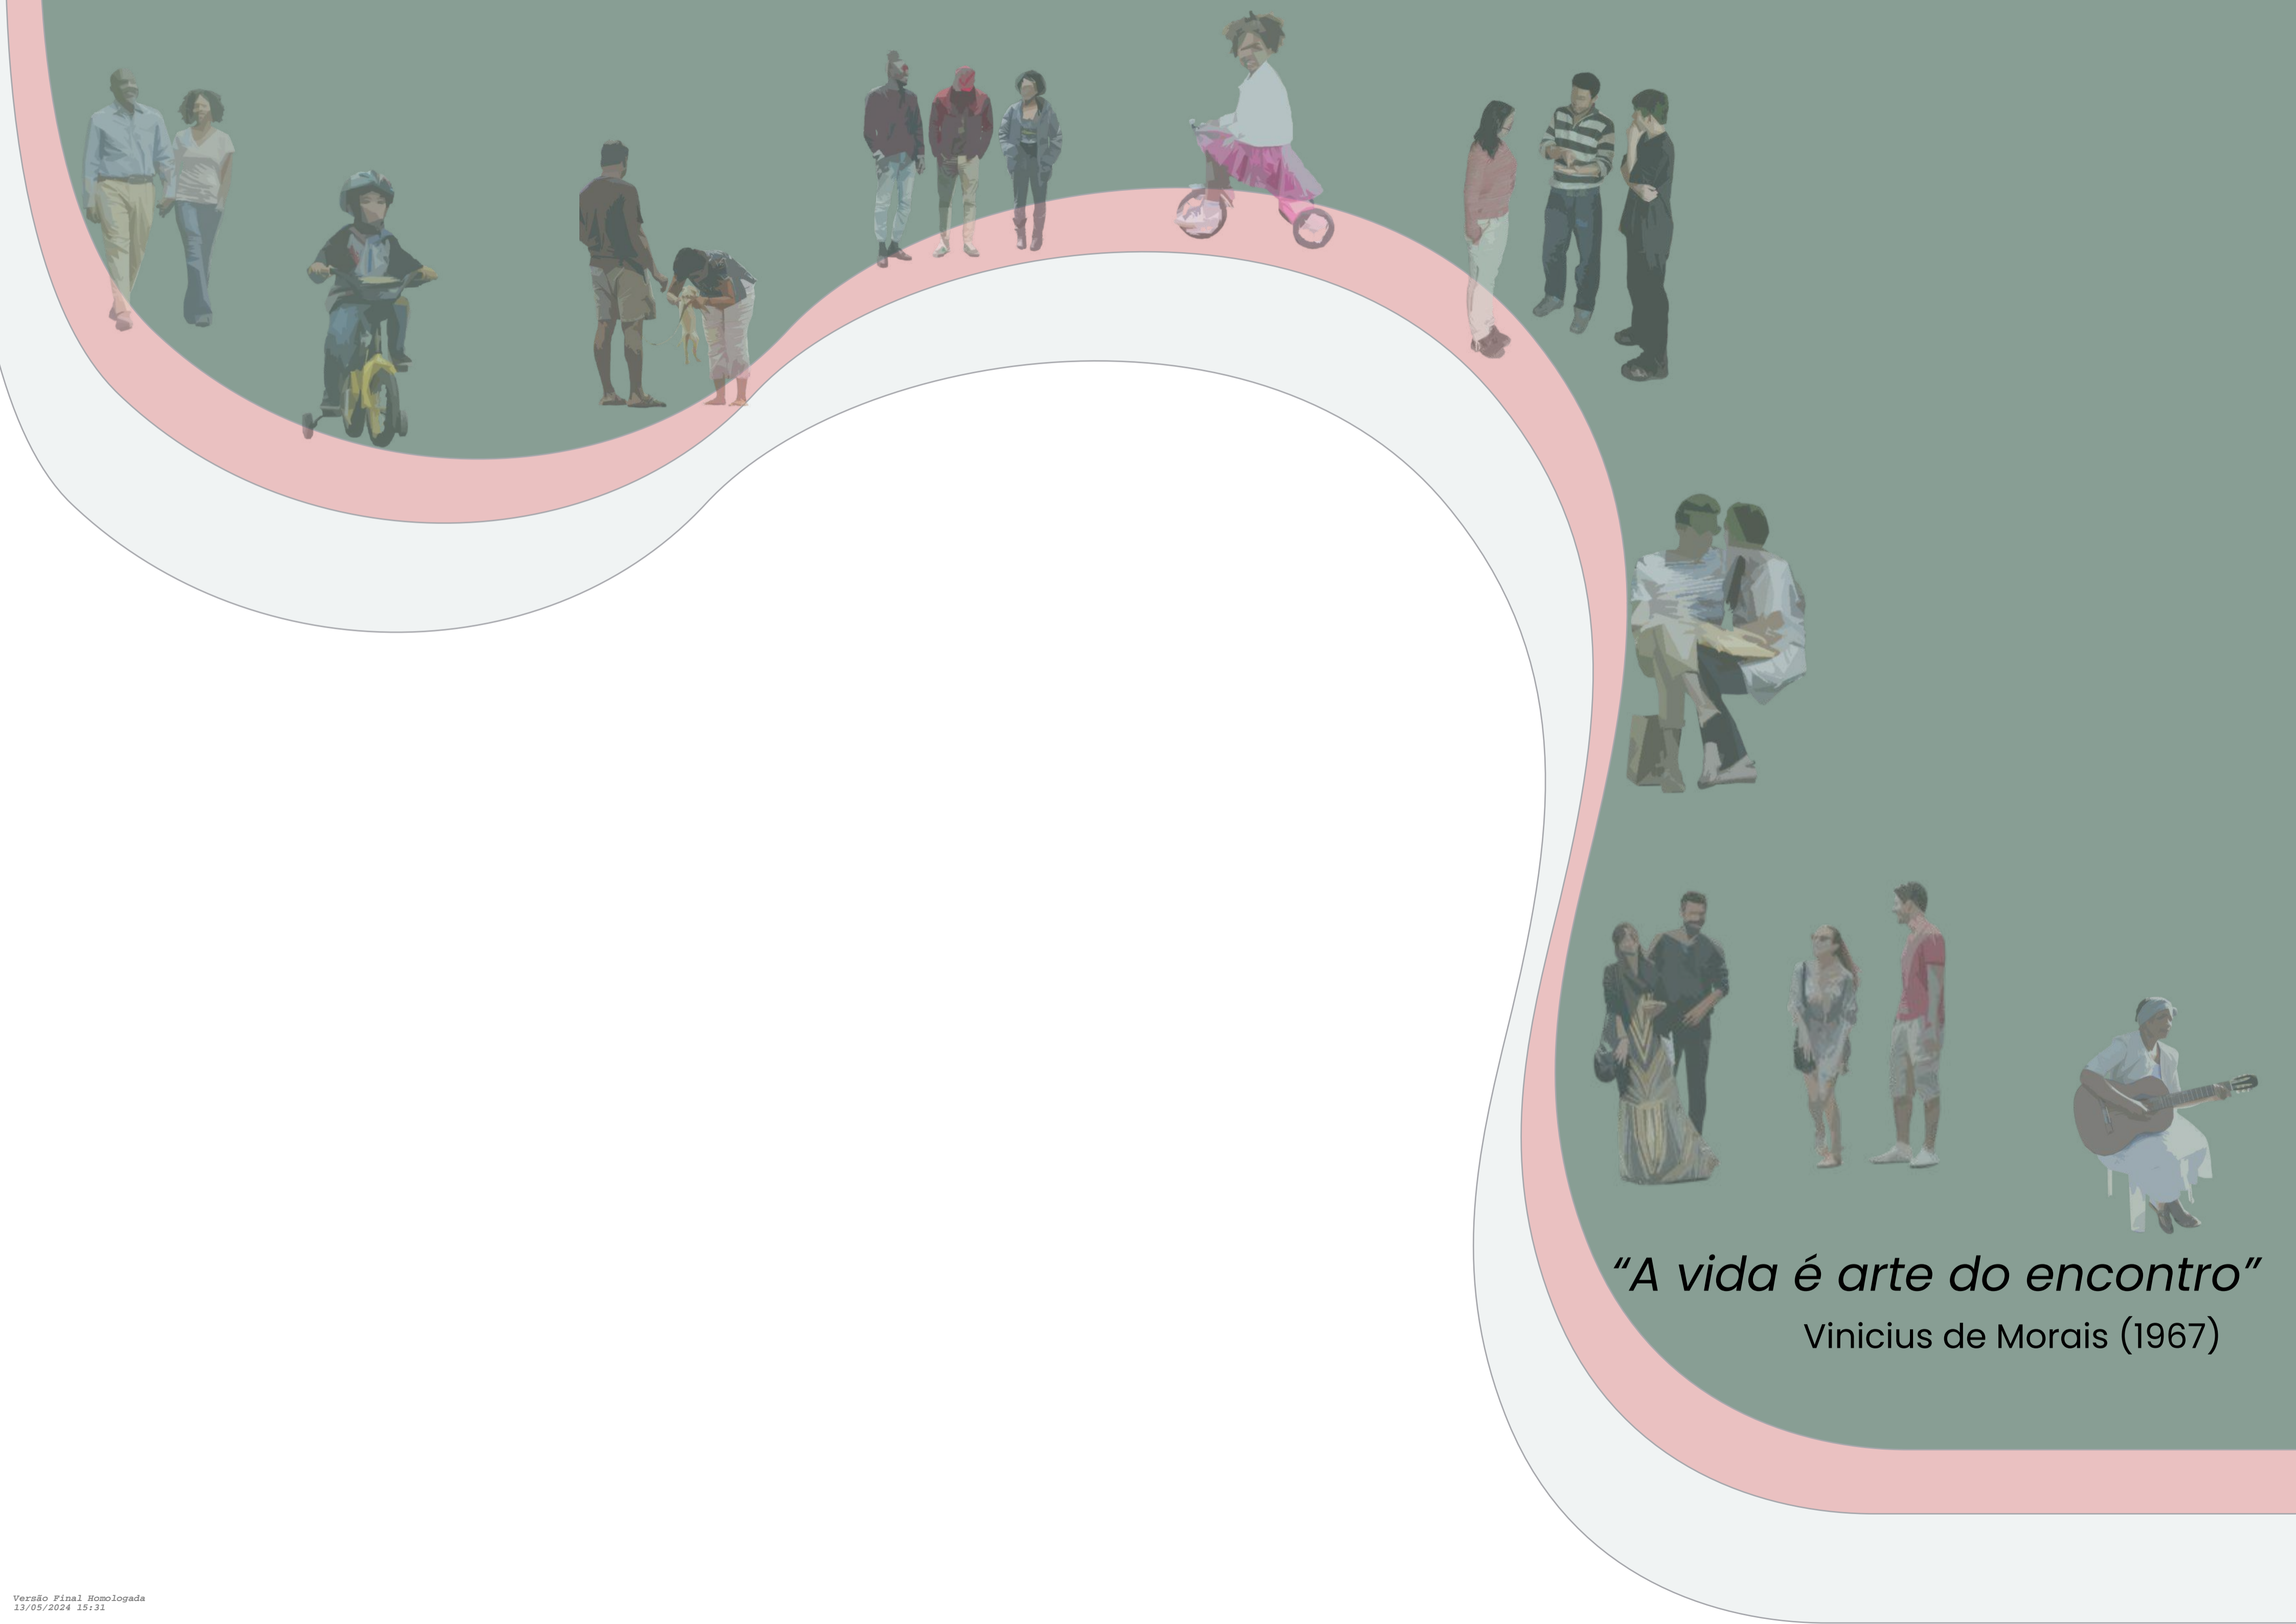 “A vida é arte do encontro”
Vinicius de Morais (1967)
Versão Final Homologada
13/05/2024 15:31